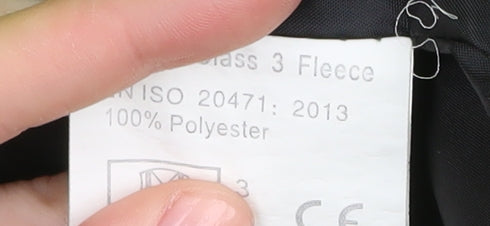 3 Fleece
ISO 20471: 2013
100% Polyester
3
CE